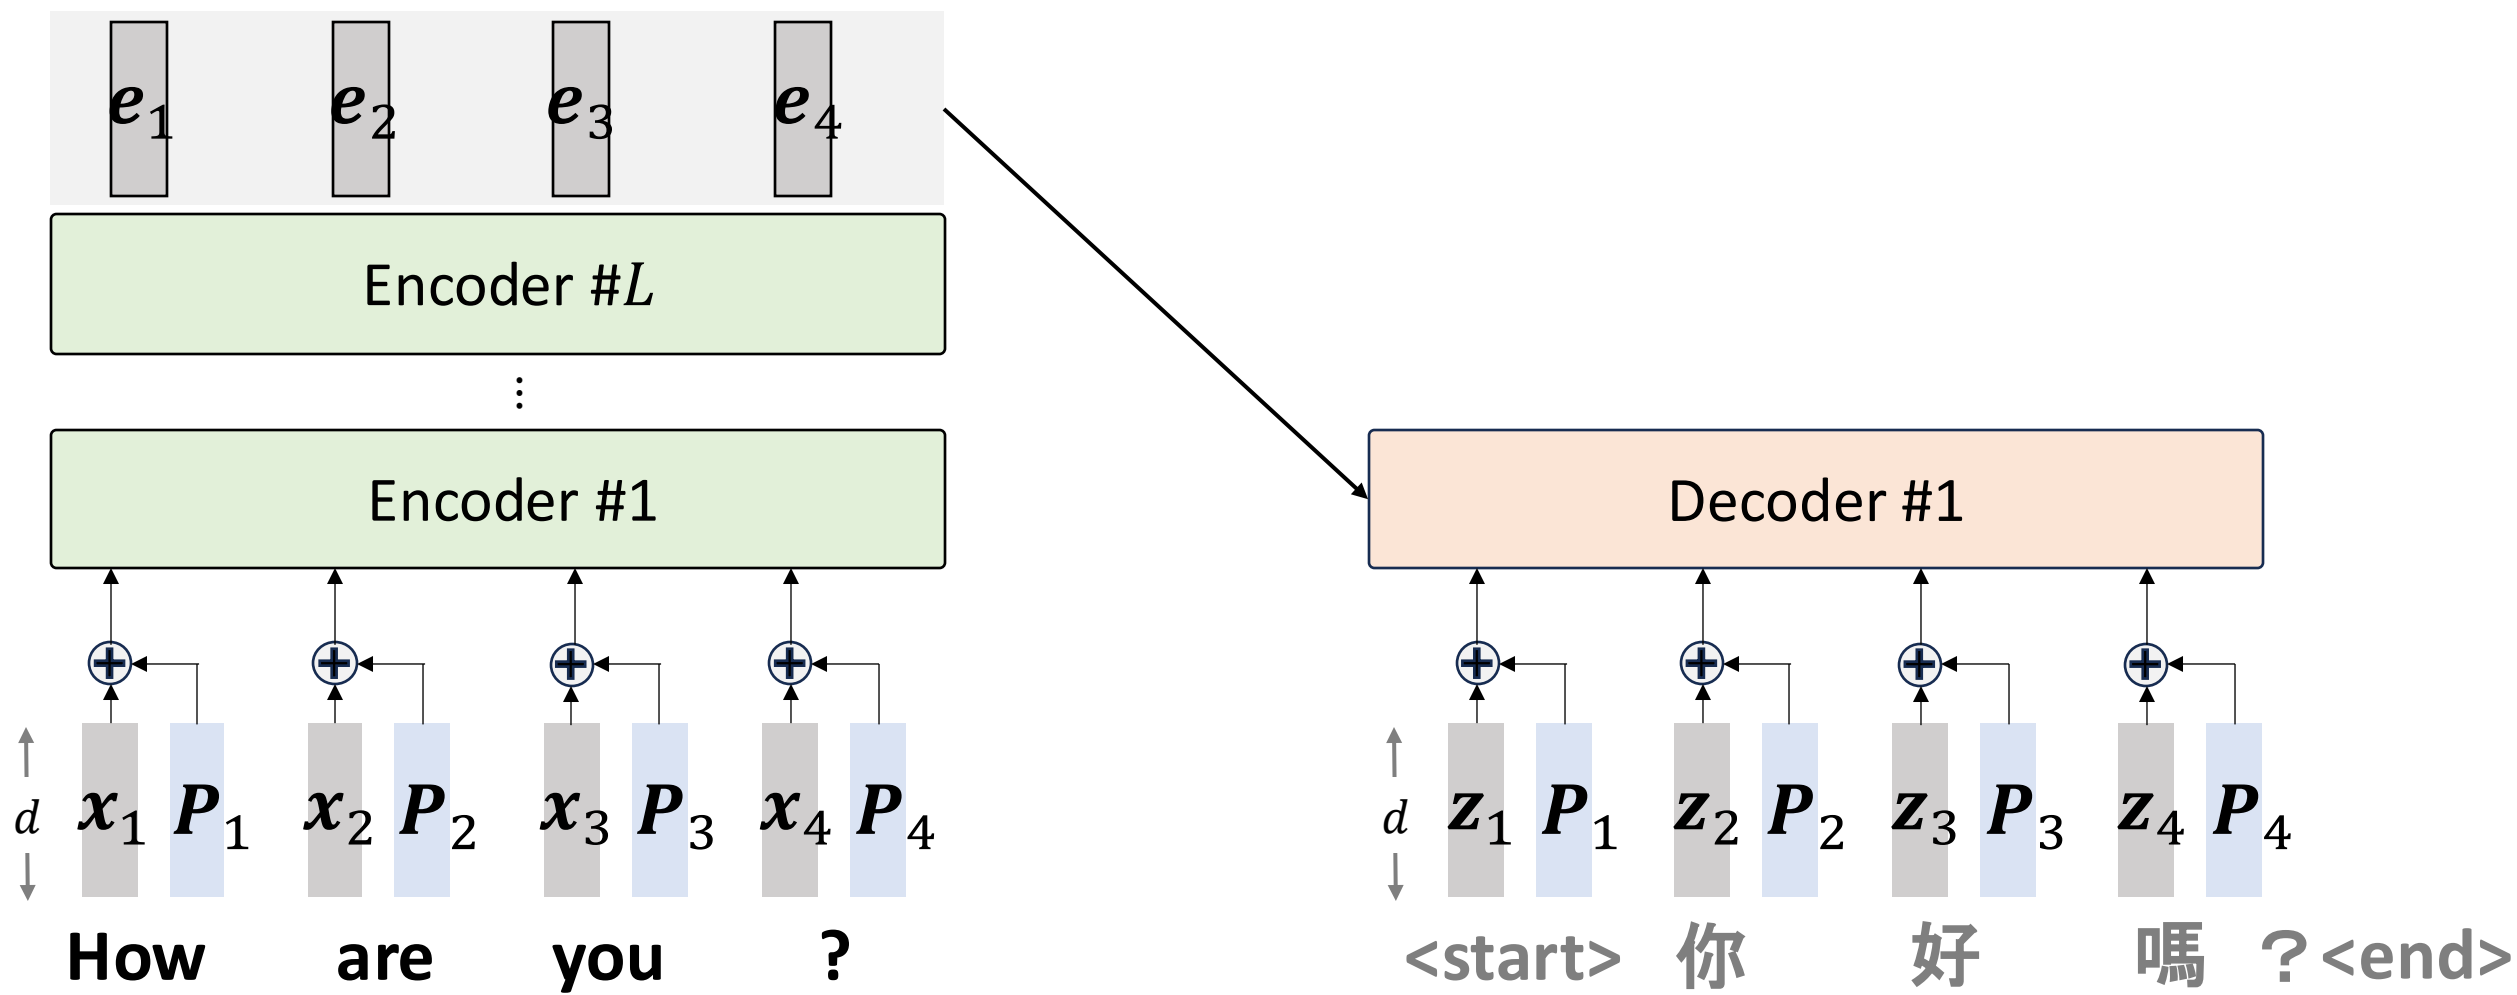 e1 e2 e3 e4
Encoder #L
⋮
Encoder #1
Decoder #1
d x1 P1 x2 P2 x3 P3 x4 P4
d z1 P1 z2 P2 z3 P3 z4 P4
How are you ?
<start> 你 好 嗎 ? <end>